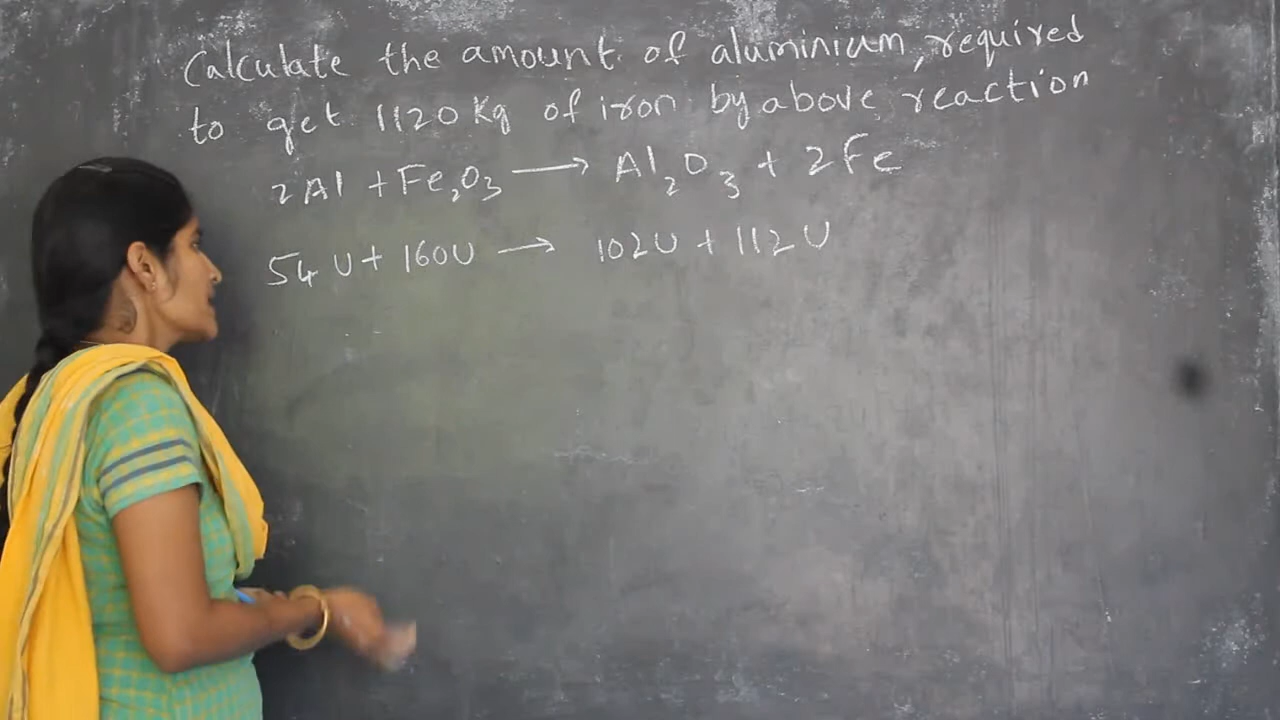 Calculate the amount of aluminium, required
to get 1120 Kg of iron by above reaction
2Al + Fe₂O₃ → Al₂O₃ + 2Fe
54 U + 160U → 102U + 112 U